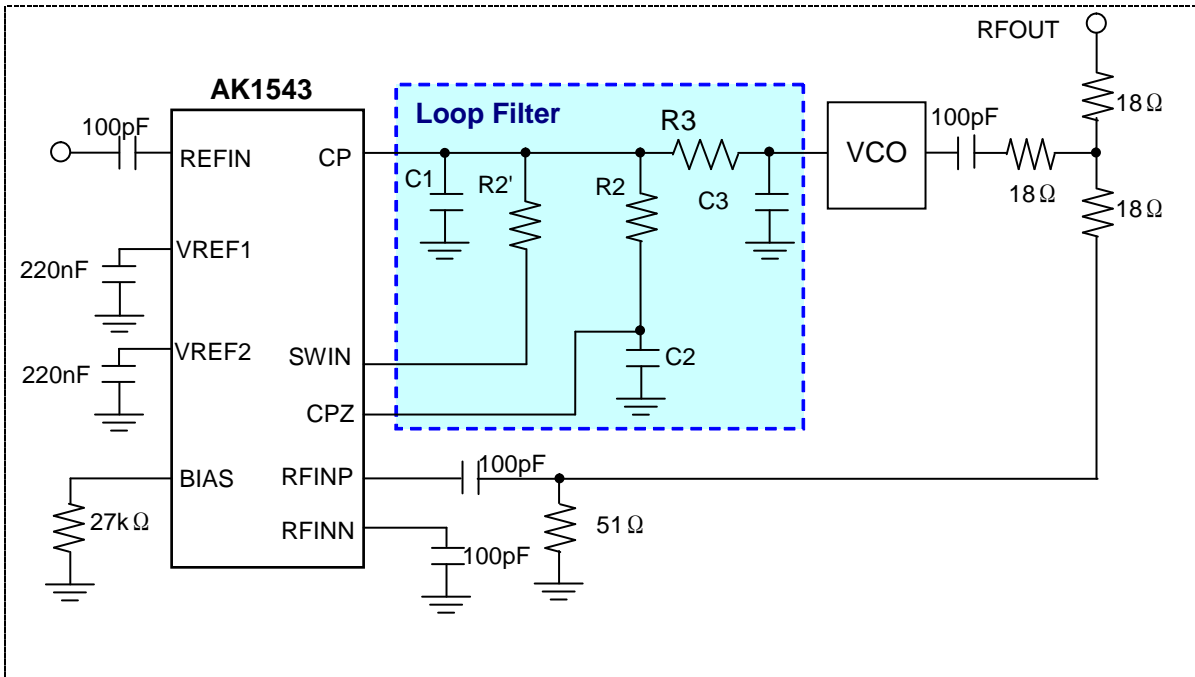 RFOUT
AK1543
Loop Filter
18Ω
100pF
REFIN
CP
C1
R2'
R2
R3
C3
VCO
100pF
18Ω
18Ω
VREF1
220nF
VREF2
220nF
SWIN
C2
CPZ
BIAS
27kΩ
RFINP
100pF
51Ω
RFINN
100pF